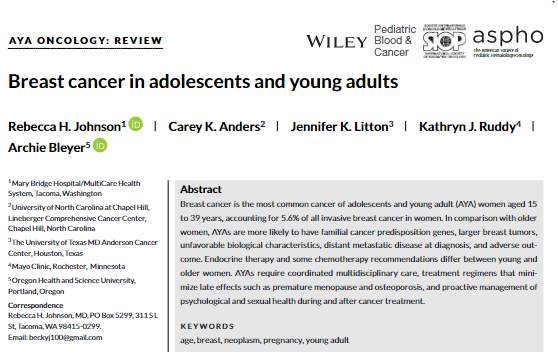 AYA ONCOLOGY: REVIEW
WILEY
Pediatric
Blood &
Cancer
aspho
the american society of
pediatric hematology/oncology
Breast cancer in adolescents and young adults
Rebecca H. Johnson1 iD | Carey K. Anders2 | Jennifer K. Litton3 | Kathryn J. Ruddy4 |
Archie Bleyer5 iD
1Mary Bridge Hospital/MultiCare Health
System, Tacoma, Washington
2University of North Carolina at Chapel Hill,
Lineberger Comprehensive Cancer Center,
Chapel Hill, North Carolina
3The University of Texas MD Anderson Cancer
Center, Houston, Texas
4Mayo Clinic, Rochester, Minnesota
5Oregon Health and Science University,
Portland, Oregon
Correspondence
Rebecca H. Johnson, MD, PO Box 5299, 311 S L
St, Tacoma, WA 98415-0299.
Email: beckyj100@gmail.com
Abstract
Breast cancer is the most common cancer of adolescents and young adult (AYA) women aged 15
to 39 years, accounting for 5.6% of all invasive breast cancer in women. In comparison with older
women, AYAs are more likely to have familial cancer predisposition genes, larger breast tumors,
unfavorable biological characteristics, distant metastatic disease at diagnosis, and adverse out-
come. Endocrine therapy and some chemotherapy recommendations differ between young and
older women. AYAs require coordinated multidisciplinary care, treatment regimens that mini-
mize late effects such as premature menopause and osteoporosis, and proactive management of
psychological and sexual health during and after cancer treatment.
KEYWORDS
age, breast, neoplasm, pregnancy, young adult